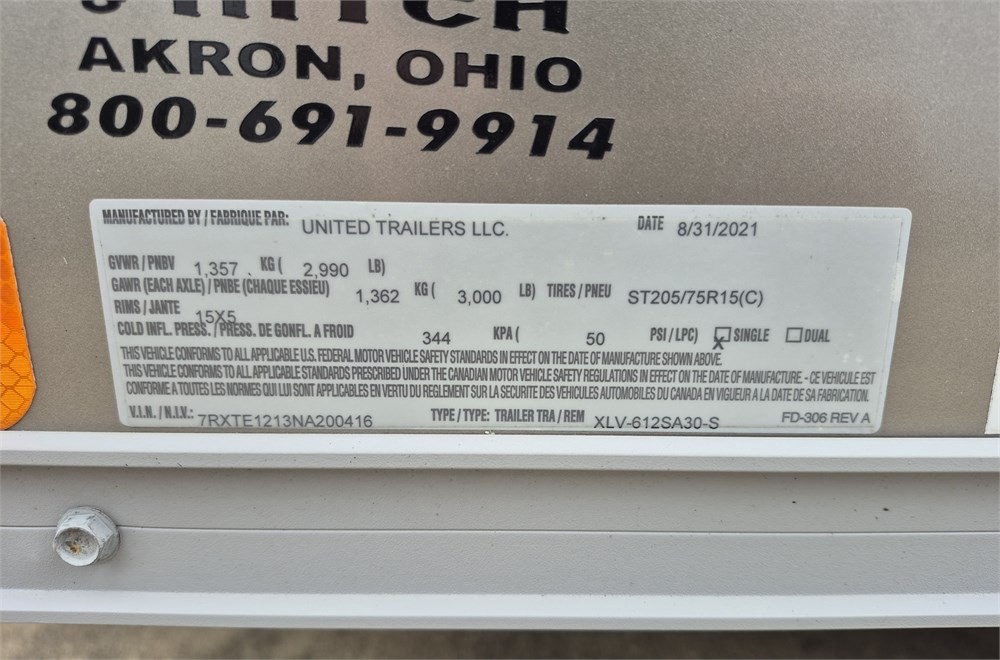 HITCH
AKRON, OHIO
800-691-9914
MANUFACTURED BY / FABRIQUE PAR: UNITED TRAILERS LLC. DATE 8/31/2021
GVWR / PNBV 1,357 KG ( 2,990 LB)
GAWR (EACH AXLE) / PNBE (CHAQUE ESSIEU) 1,362 KG ( 3,000 LB) TIRES / PNEU ST205/75R15(C)
RIMS / JANTE 15X5
COLD INFL. PRESS. /PRESS. DE GONFL. A FROID 344 KPA ( 50 PSI / LPC) X SINGLE DUAL
THIS VEHICLE CONFORMS TO ALL APPLICABLE U.S. FEDERAL MOTOR VEHICLE SAFETY STANDARDS IN EFFECT ON THE DATE OF MANUFACTURE SHOWN ABOVE.
THIS VEHICLE CONFORMS TO ALL APPLICABLE STANDARDS PRESCRIBED UNDER THE CANADIAN MOTOR VEHICLE SAFETY REGULATIONS IN EFFECT ON THE DATE OF MANUFACTURE. - CE VEHICULE EST
CONFORME A TOUTES LES NORMES QUI LUI SONT APPLICABLES EN VERTU DU REGLEMENT SUR LA SECURITE DES VEHICULES AUTOMOBILES DU CANADA EN VIGUEUR A LA DATE DE SA FABRICATION.
V.I.N. / N.I.V.: 7RXTE1213NA200416 TYPE / TYPE: TRAILER TRA / REM XLV-612SA30-S FD-306 REV A